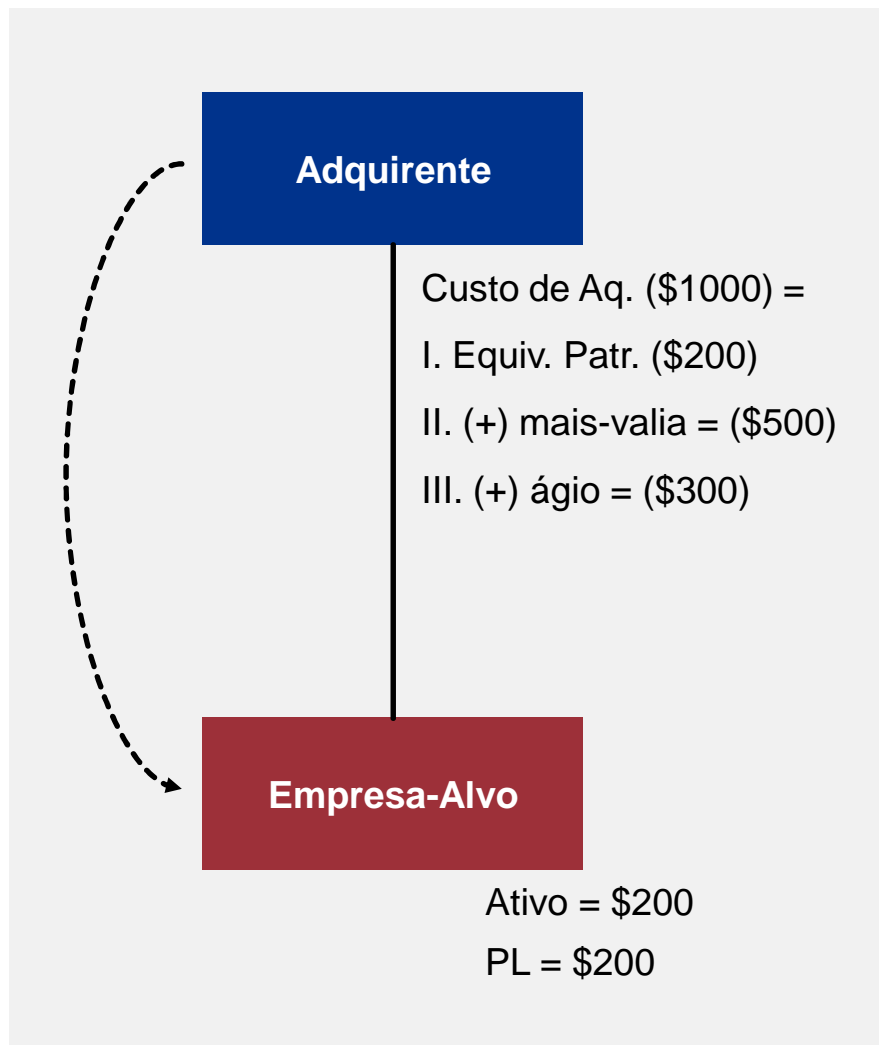 Adquirente
Custo de Aq. ($1000) =
I. Equiv. Patr. ($200)
II. (+) mais-valia = ($500)
III. (+) ágio = ($300)
Empresa-Alvo
Ativo = $200
PL = $200